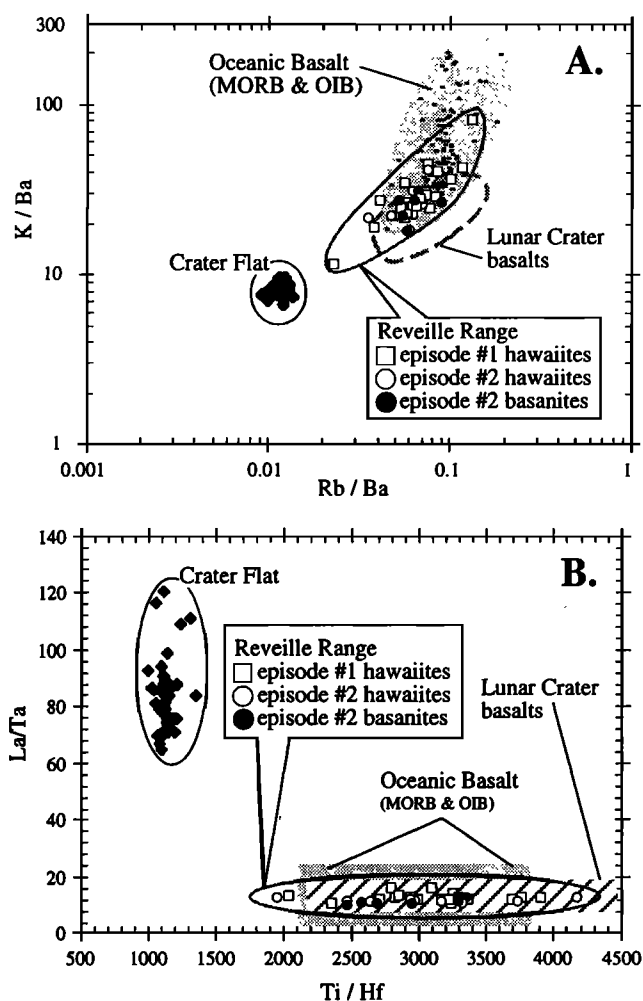 300
100
10
1
K / Ba
A.
Oceanic Basalt
(MORB & OIB)
Crater Flat
Lunar Crater
basalts
Reveille Range
episode #1 hawaiites
episode #2 hawaiites
episode #2 basanites
0.001
0.01
0.1
1
Rb / Ba
140
120
100
80
60
40
20
0
La/Ta
B.
Crater Flat
Reveille Range
episode #1 hawaiites
episode #2 hawaiites
episode #2 basanites
Lunar Crater
basalts
Oceanic Basalt
(MORB & OIB)
500
1000
1500
2000
2500
3000
3500
4000
4500
Ti / Hf